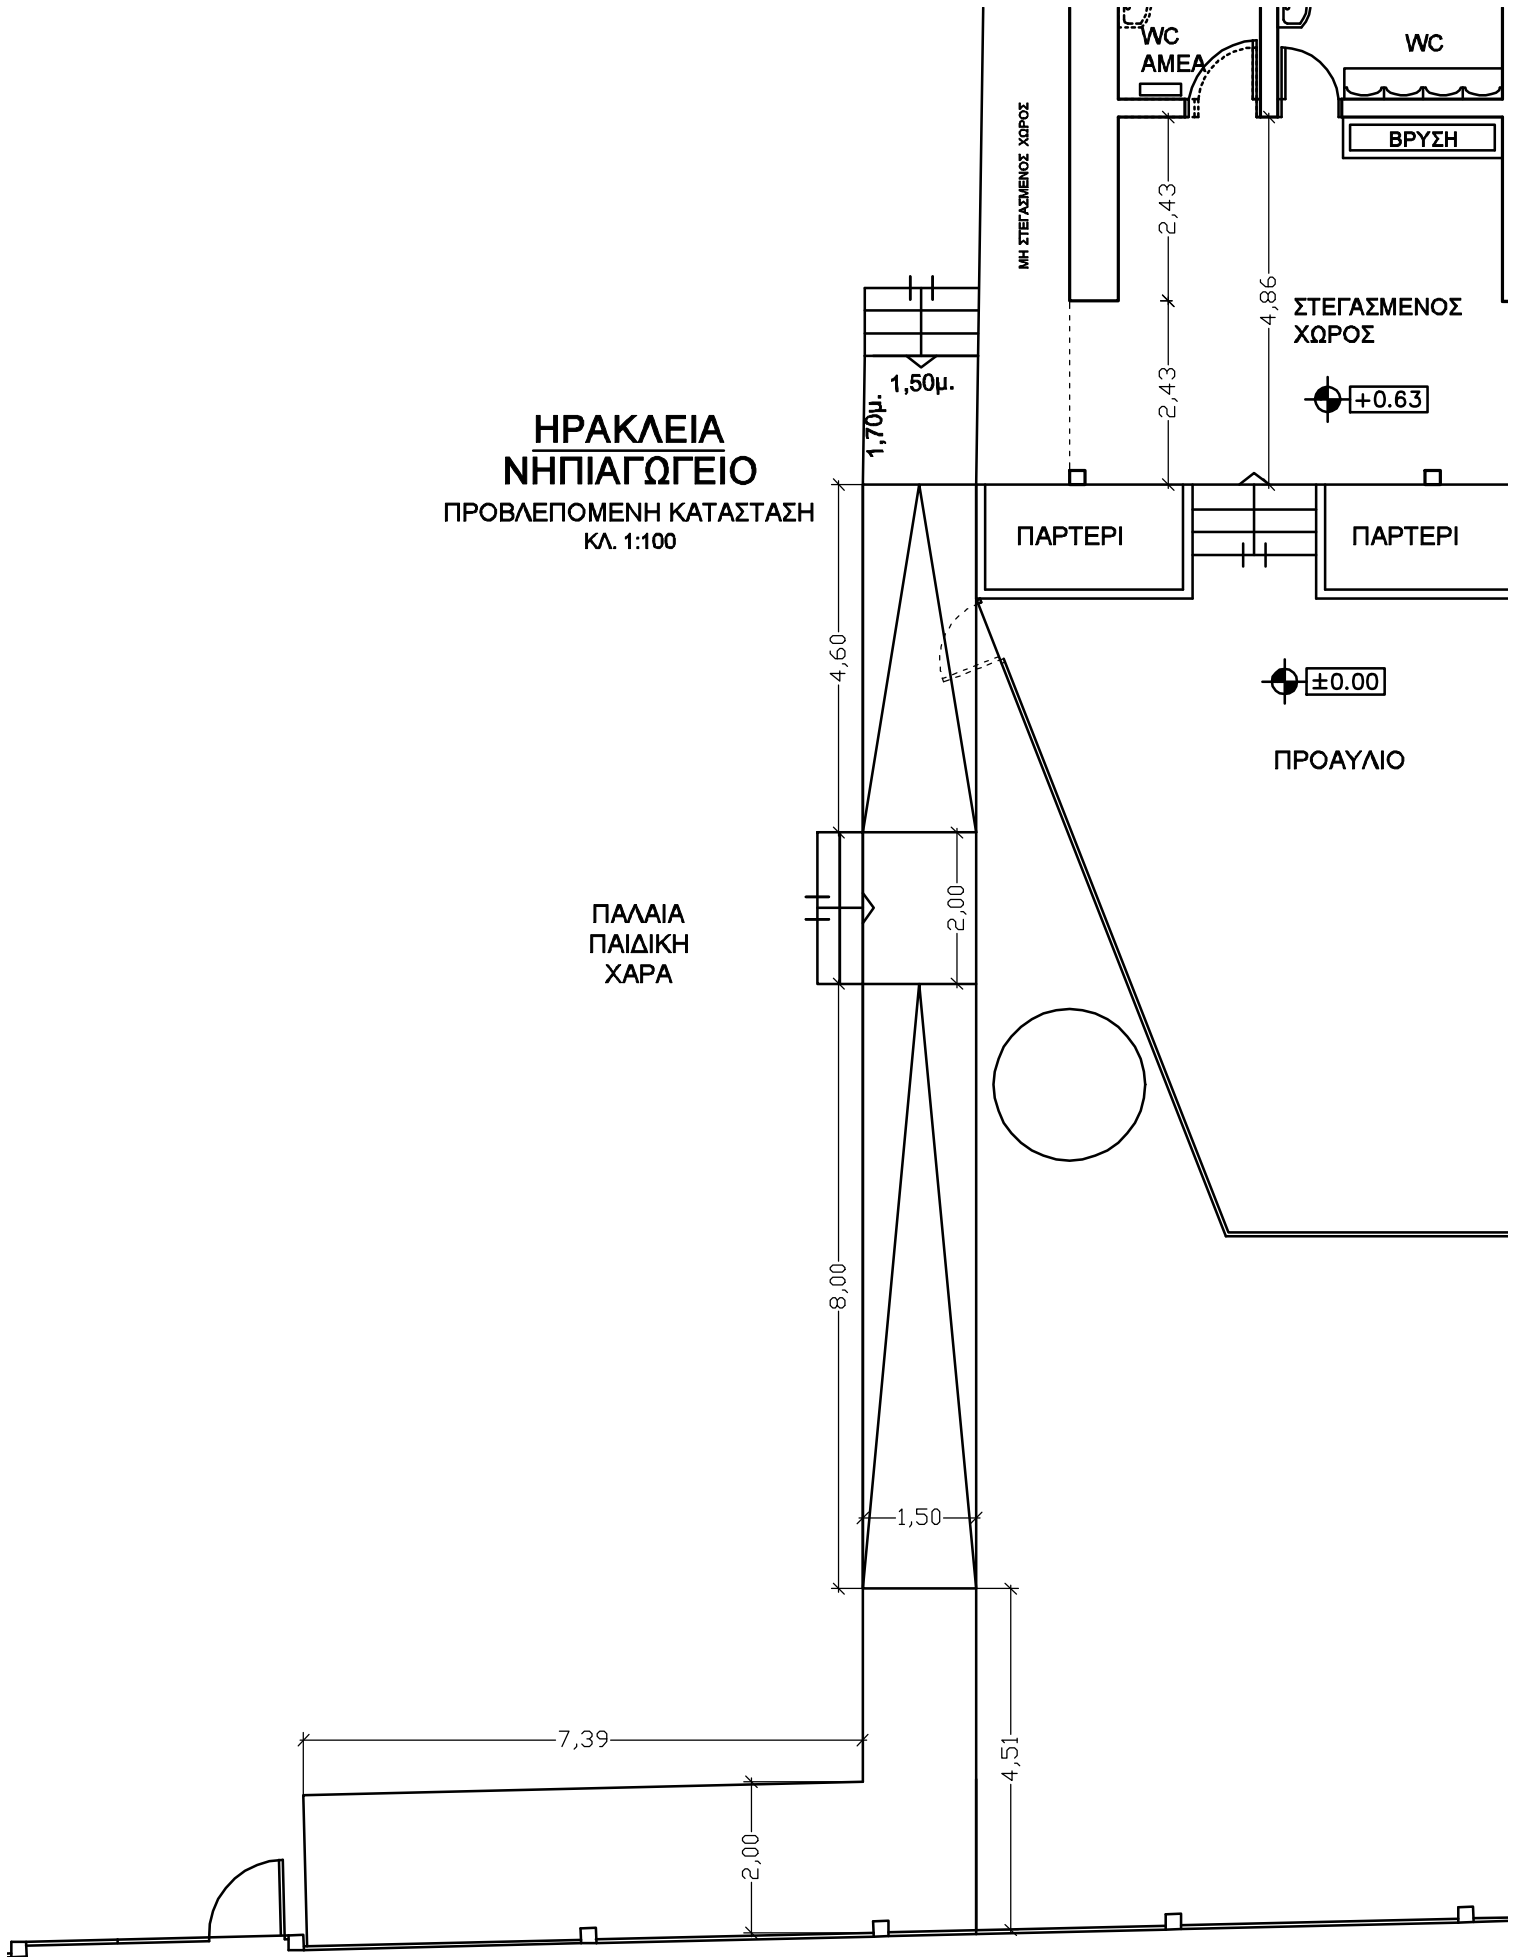 WC
ΑΜΕΑ
WC
ΒΡΥΣΗ
ΜΗ ΣΤΕΓΑΣΜΕΝΟΣ ΧΩΡΟΣ
2,43
4,86
ΣΤΕΓΑΣΜΕΝΟΣ
ΧΩΡΟΣ
2,43
+0.63
1,50μ.
1,70μ.
ΗΡΑΚΛΕΙΑ
ΝΗΠΙΑΓΩΓΕΙΟ
ΠΡΟΒΛΕΠΟΜΕΝΗ ΚΑΤΑΣΤΑΣΗ
ΚΛ. 1:100
ΠΑΡΤΕΡΙ
ΠΑΡΤΕΡΙ
4,60
±0.00
ΠΡΟΑΥΛΙΟ
2,00
ΠΑΛΑΙΑ
ΠΑΙΔΙΚΗ
ΧΑΡΑ
8,00
1,50
7,39
4,51
2,00